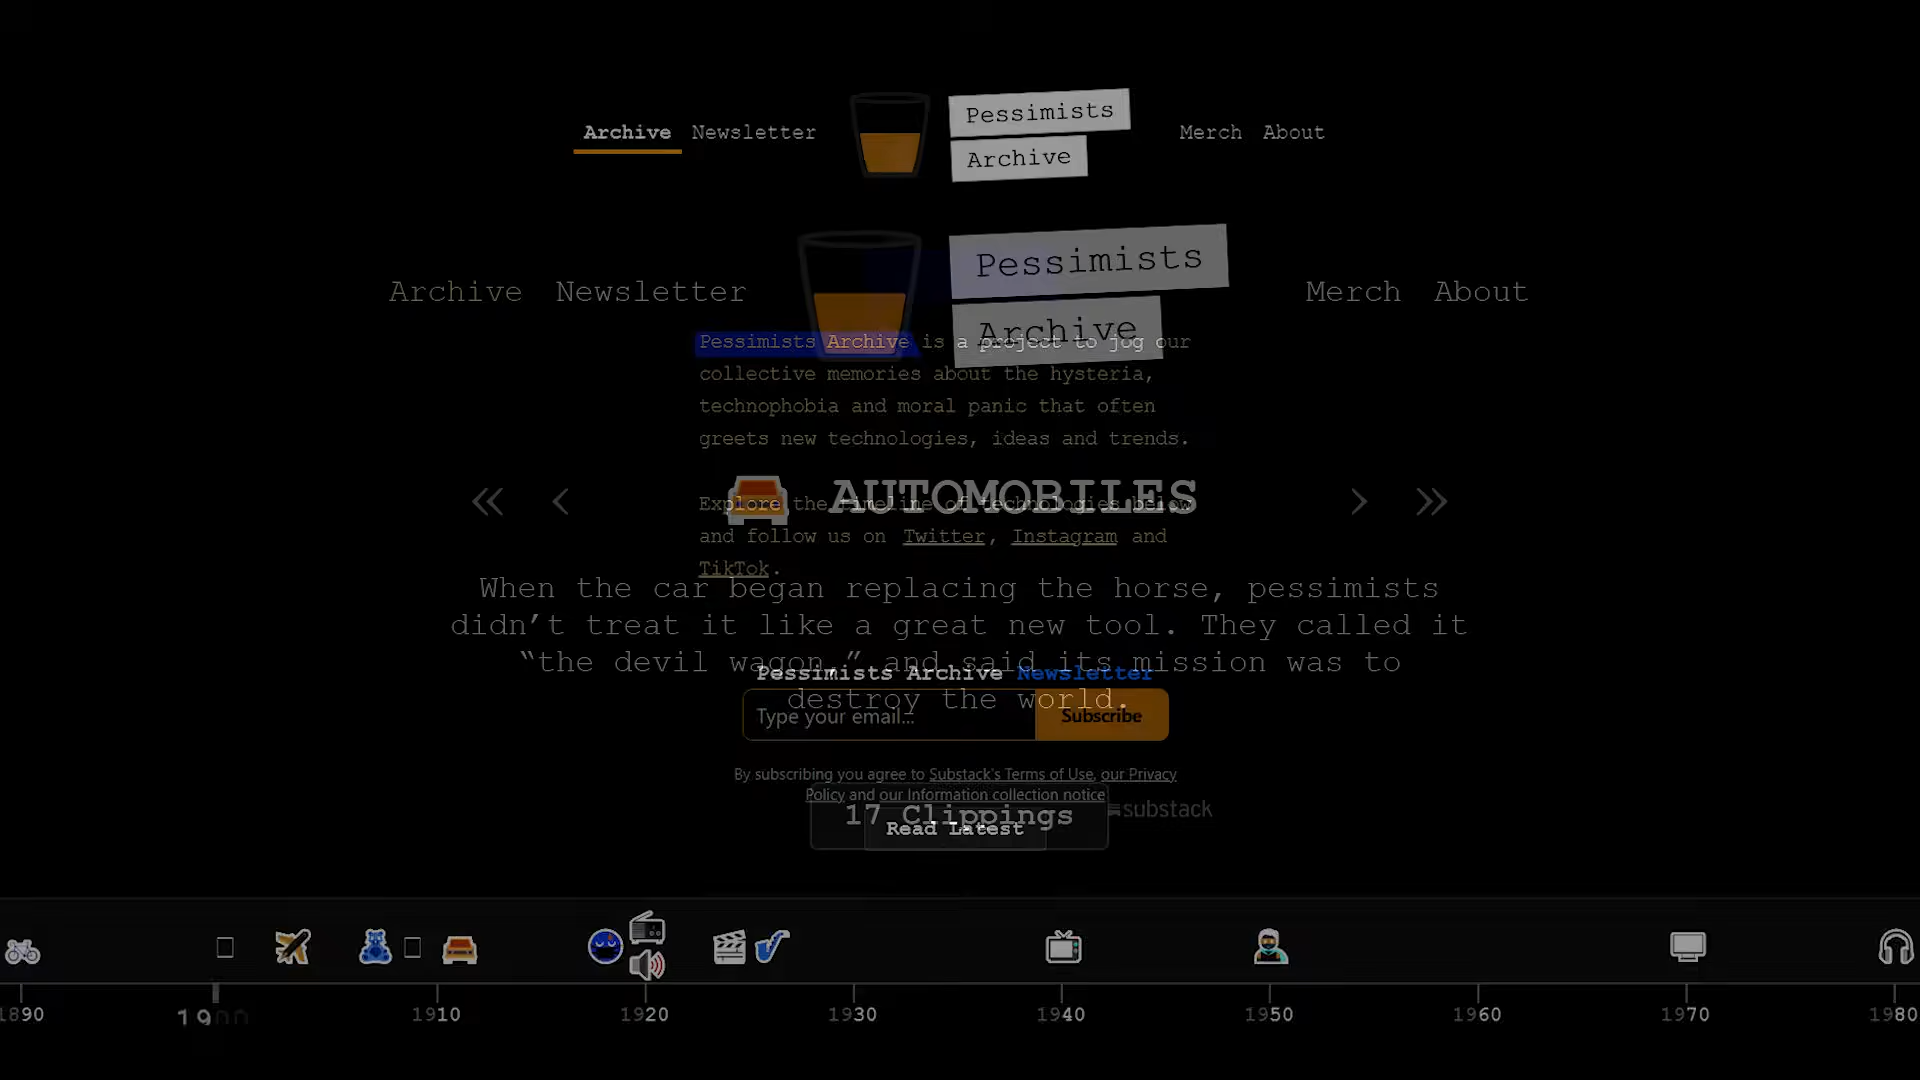 Archive Newsletter Pessimists Archive Merch About
Archive Newsletter Pessimists Archive Merch About
Pessimists Archive is a project to jog our
collective memories about the hysteria,
technophobia and moral panic that often
greets new technologies, ideas and trends.
AUTOMOBILES
Explore the timeline of technologies below
and follow us on Twitter, Instagram and
TikTok.
When the car began replacing the horse, pessimists
didn’t treat it like a great new tool. They called it
“the devil wagon,” and said its mission was to
destroy the world.
Pessimists Archive Newsletter
Type your email... Subscribe
By subscribing you agree to Substack's Terms of Use, our Privacy
Policy and our Information collection notice
substack
17 Clippings
Read Latest
1890 1900 1910 1920 1930 1940 1950 1960 1970 1980